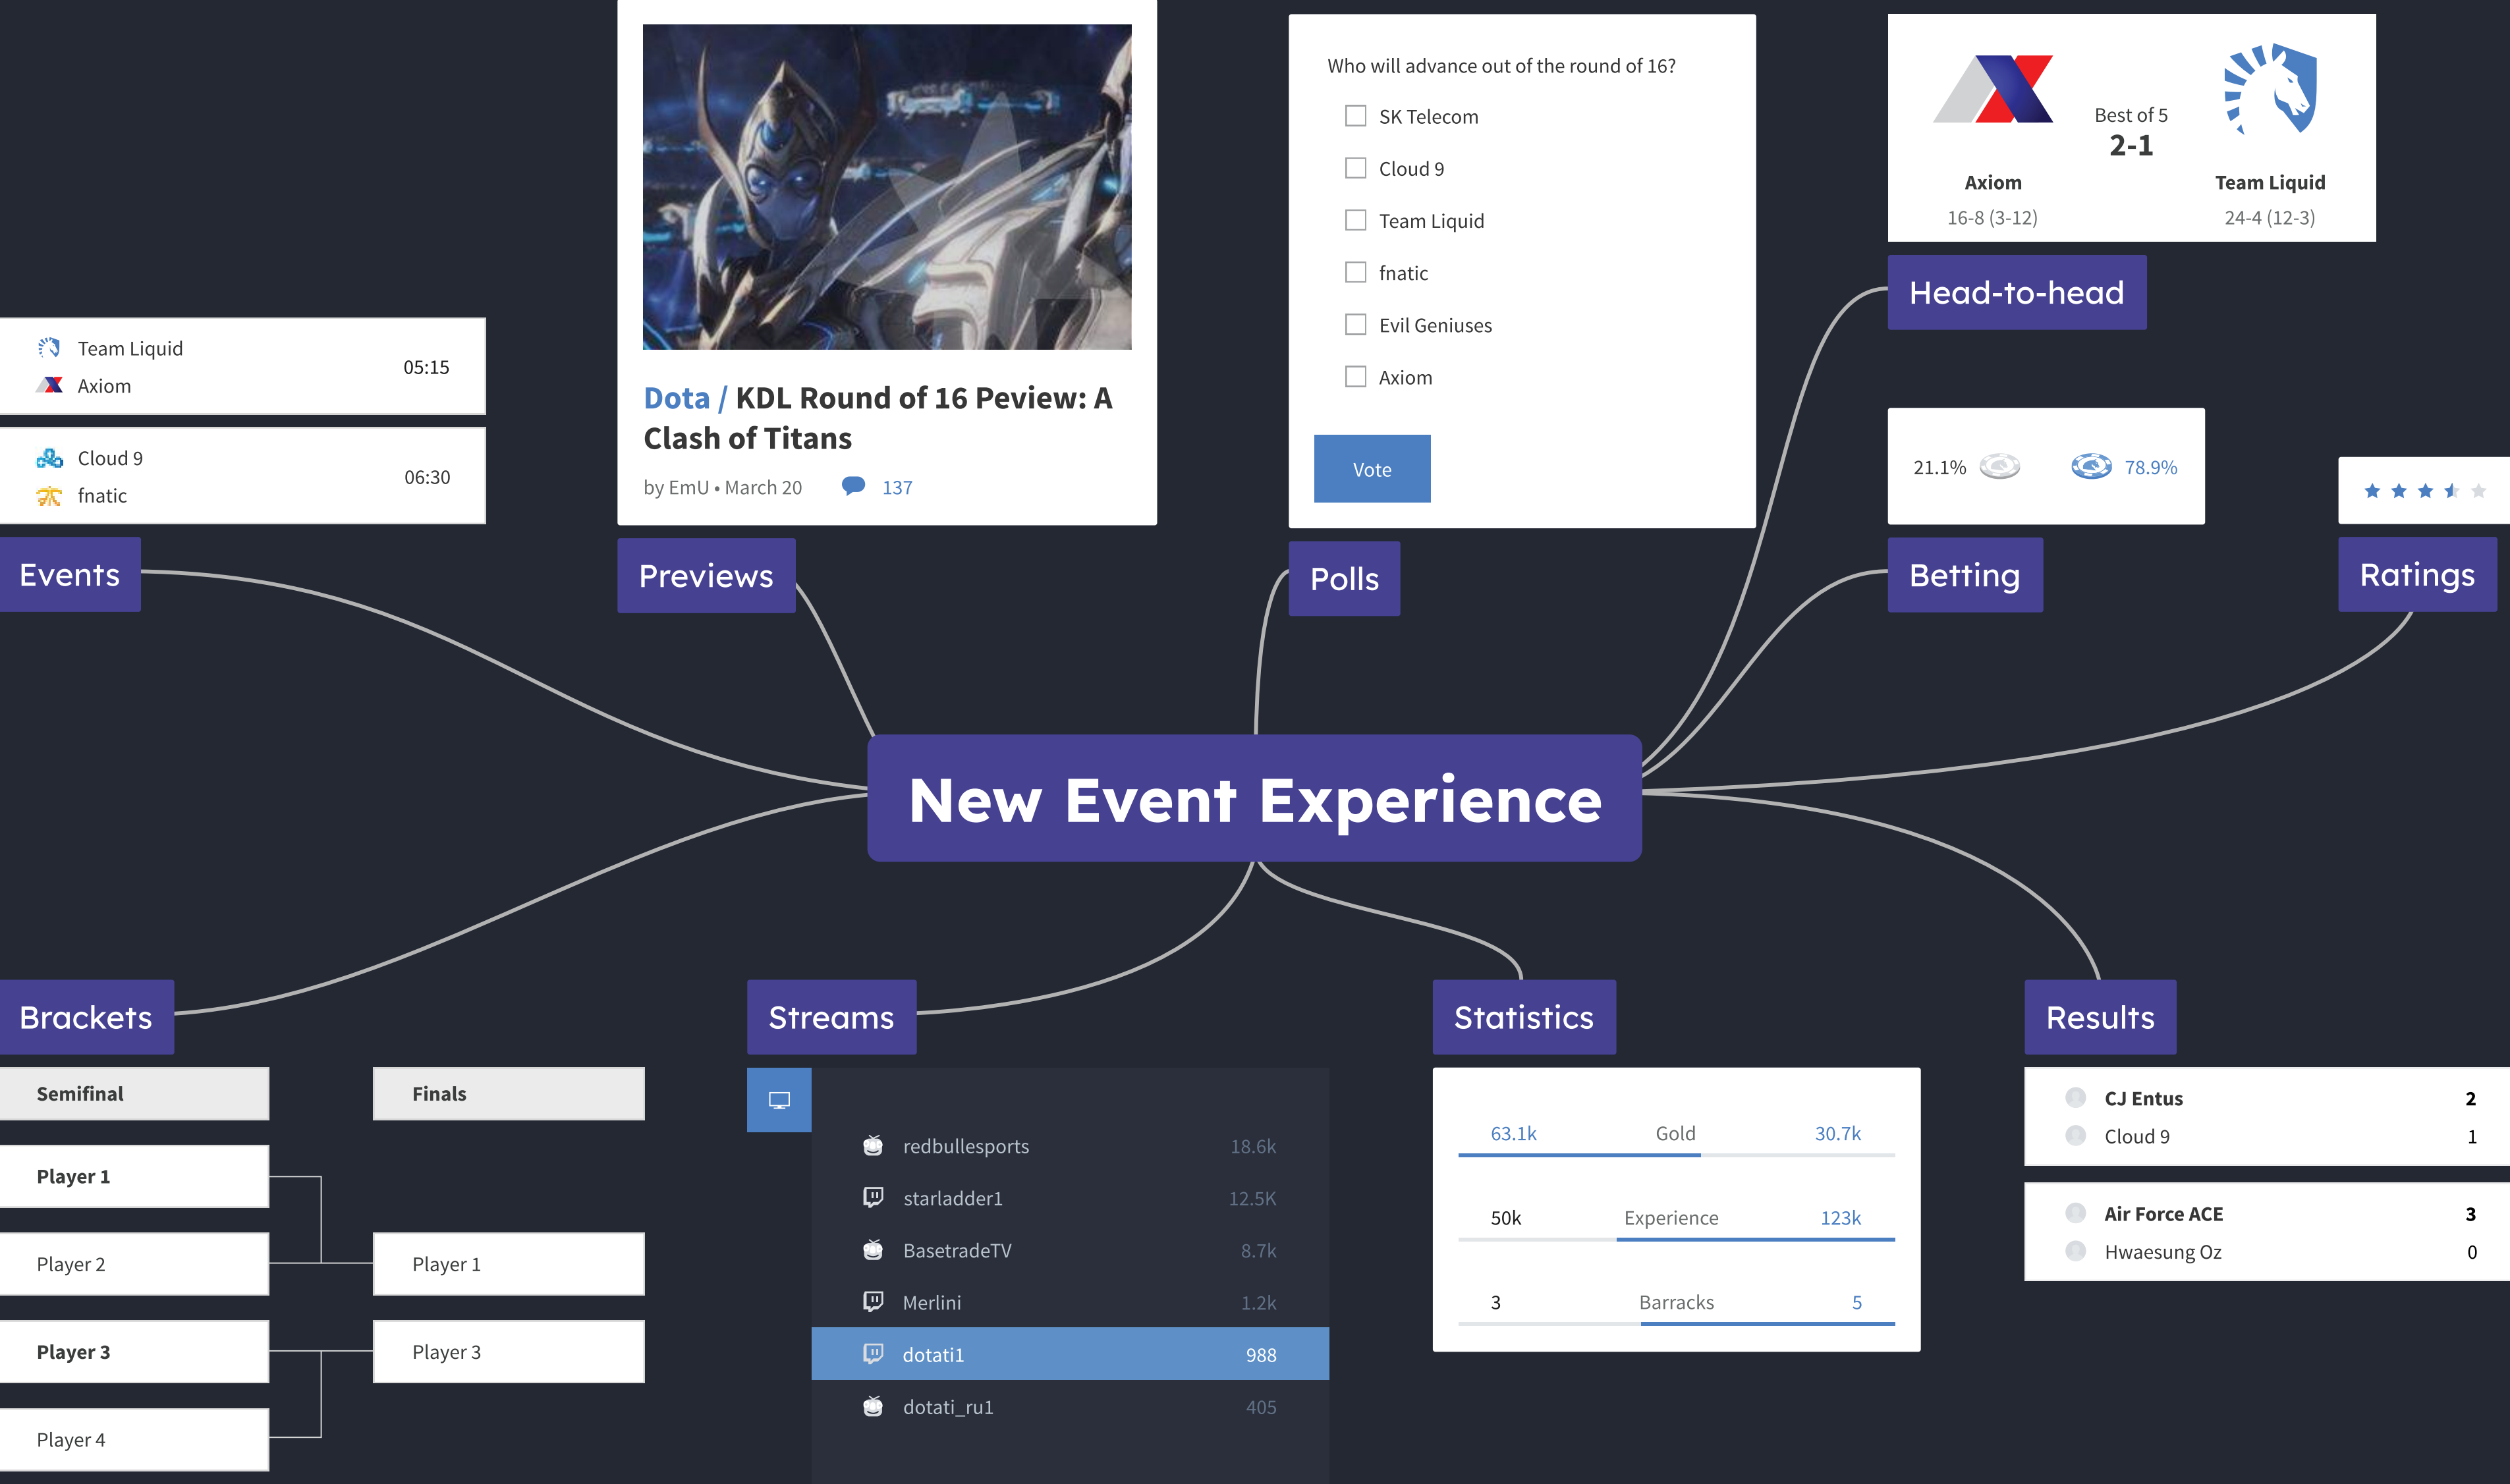 Who will advance out of the round of 16?
SK Telecom
Cloud 9
Team Liquid
fnatic
Evil Geniuses
Axiom
Vote
Polls
Best of 5
2-1
Axiom
16-8 (3-12)
Team Liquid
24-4 (12-3)
Head-to-head
Team Liquid
Axiom
05:15
Cloud 9
fnatic
06:30
Events
Dota / KDL Round of 16 Peview: A
Clash of Titans
by EmU • March 20
137
Previews
21.1%
78.9%
Betting
Ratings
New Event Experience
Brackets
Semifinal
Finals
Player 1
Player 2
Player 1
Player 3
Player 3
Player 4
Streams
redbullesports 18.6k
starladder1 12.5K
BasetradeTV 8.7k
Merlini 1.2k
dotati1 988
dotati_ru1 405
Statistics
63.1k Gold 30.7k
50k Experience 123k
3 Barracks 5
Results
CJ Entus 2
Cloud 9 1
Air Force ACE 3
Hwaesung Oz 0